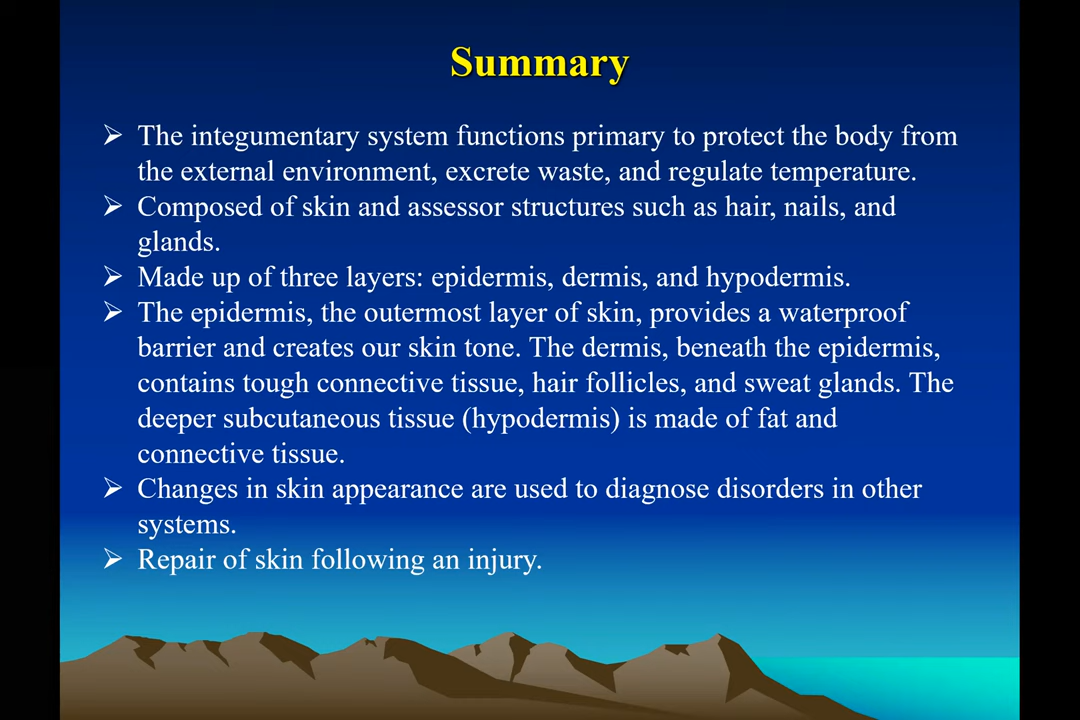 Summary
➢ The integumentary system functions primary to protect the body from
the external environment, excrete waste, and regulate temperature.
➢ Composed of skin and assessor structures such as hair, nails, and
glands.
➢ Made up of three layers: epidermis, dermis, and hypodermis.
➢ The epidermis, the outermost layer of skin, provides a waterproof
barrier and creates our skin tone. The dermis, beneath the epidermis,
contains tough connective tissue, hair follicles, and sweat glands. The
deeper subcutaneous tissue (hypodermis) is made of fat and
connective tissue.
➢ Changes in skin appearance are used to diagnose disorders in other
systems.
➢ Repair of skin following an injury.